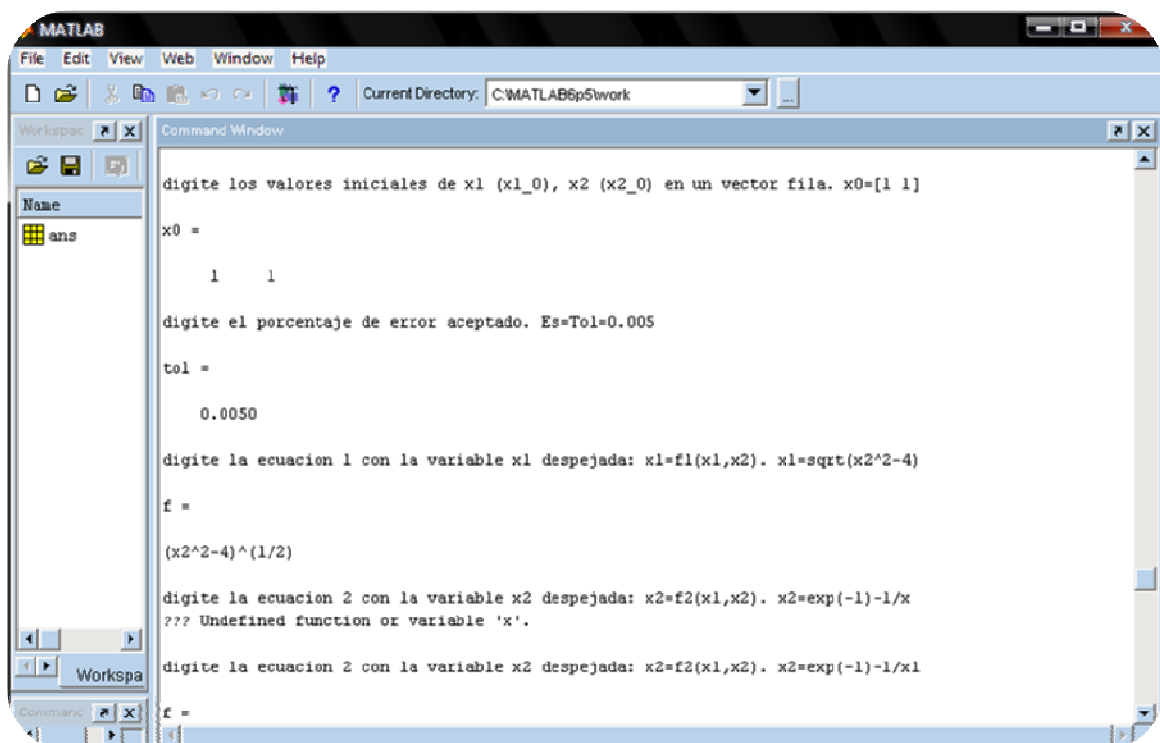 MATLAB
File Edit View Web Window Help
Current Directory: C:\MATLAB6p5\work
Workspac
Command Window
Name
ans
digite los valores iniciales de x1 (x1_0), x2 (x2_0) en un vector fila. x0=[1 1]
x0 =
1 1
digite el porcentaje de error aceptado. Es=Tol=0.005
tol =
0.0050
digite la ecuacion 1 con la variable x1 despejada: x1=f1(x1,x2). x1=sqrt(x2^2-4)
f =
(x2^2-4)^(1/2)
digite la ecuacion 2 con la variable x2 despejada: x2=f2(x1,x2). x2=exp(-1)-1/x
??? Undefined function or variable 'x'.
digite la ecuacion 2 con la variable x2 despejada: x2=f2(x1,x2). x2=exp(-1)-1/x1
f =
Workspa
Commanc